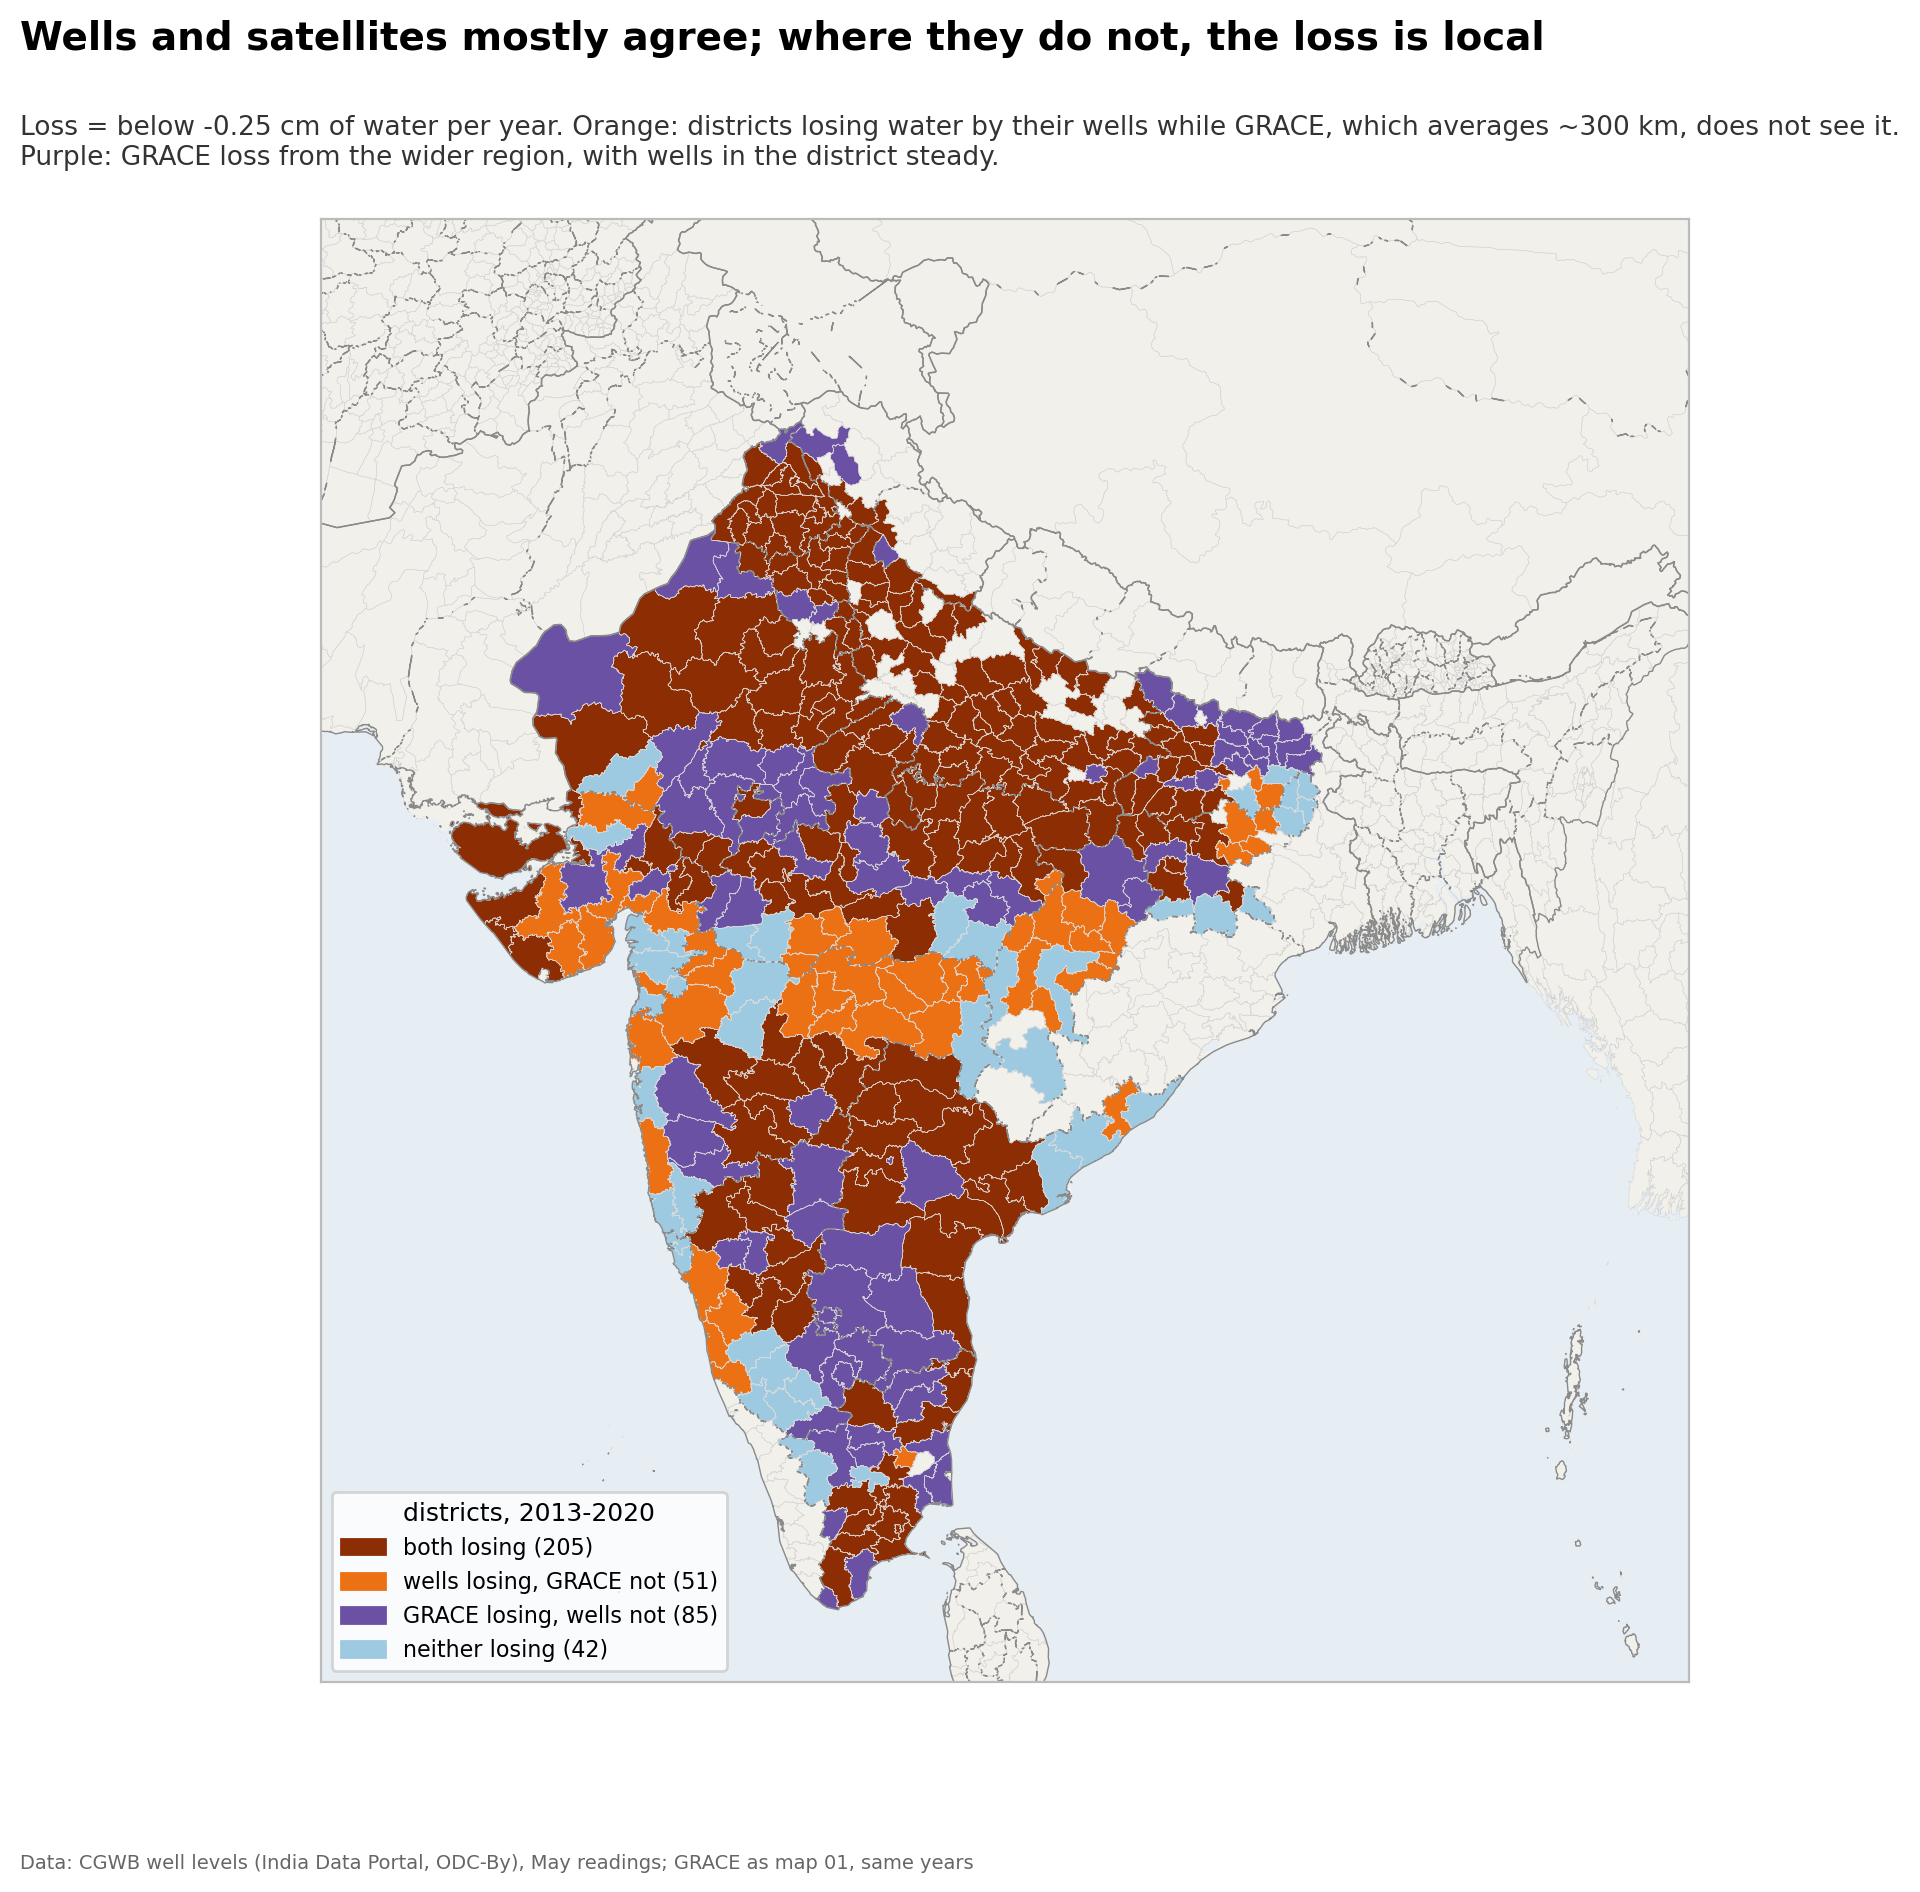 Wells and satellites mostly agree; where they do not, the loss is local
Loss = below -0.25 cm of water per year. Orange: districts losing water by their wells while GRACE, which averages ~300 km, does not see it.
Purple: GRACE loss from the wider region, with wells in the district steady.
districts, 2013-2020
both losing (205)
wells losing, GRACE not (51)
GRACE losing, wells not (85)
neither losing (42)
Data: CGWB well levels (India Data Portal, ODC-By), May readings; GRACE as map 01, same years